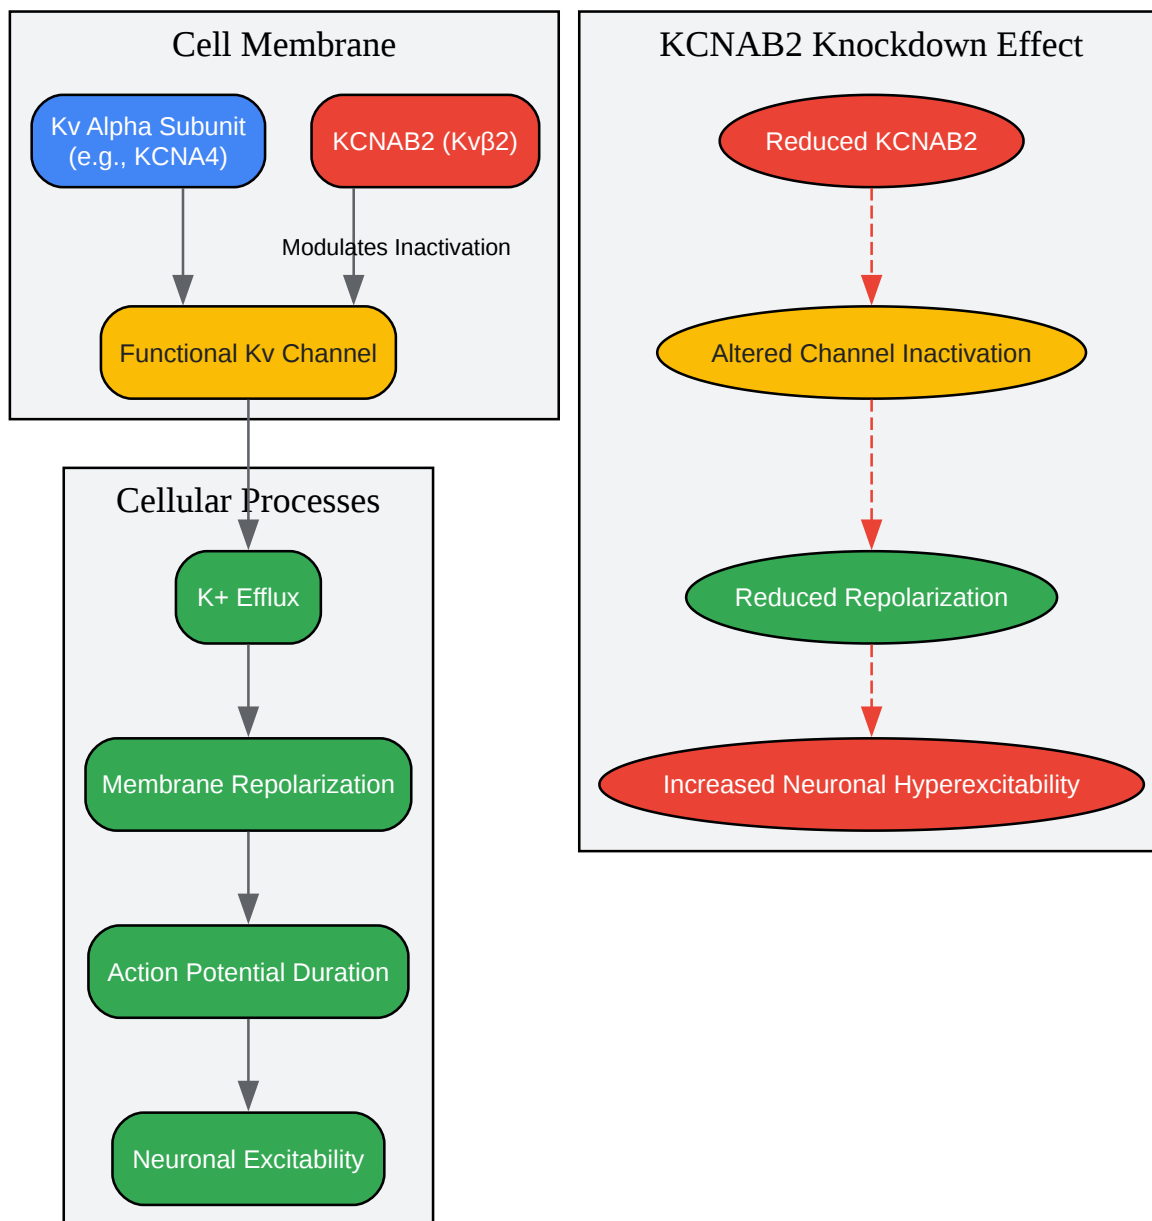 Cell Membrane
Kv Alpha Subunit
(e.g., KCNA4)
KCNAB2 (Kvβ2)
Modulates Inactivation
Functional Kv Channel
Cellular Processes
K+ Efflux
Membrane Repolarization
Action Potential Duration
Neuronal Excitability
KCNAB2 Knockdown Effect
Reduced KCNAB2
Altered Channel Inactivation
Reduced Repolarization
Increased Neuronal Hyperexcitability